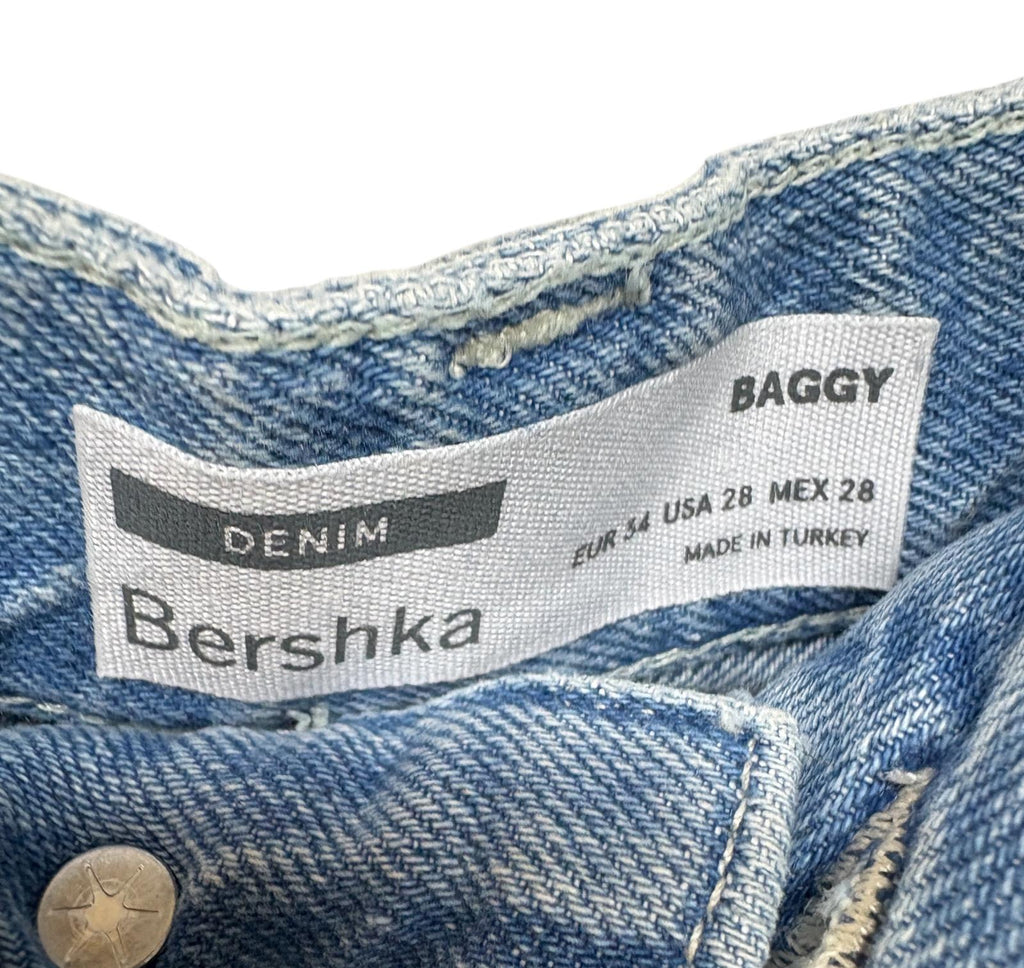 BAGGY
DENIM
Bershka
EUR 34 USA 28 MEX 28
MADE IN TURKEY